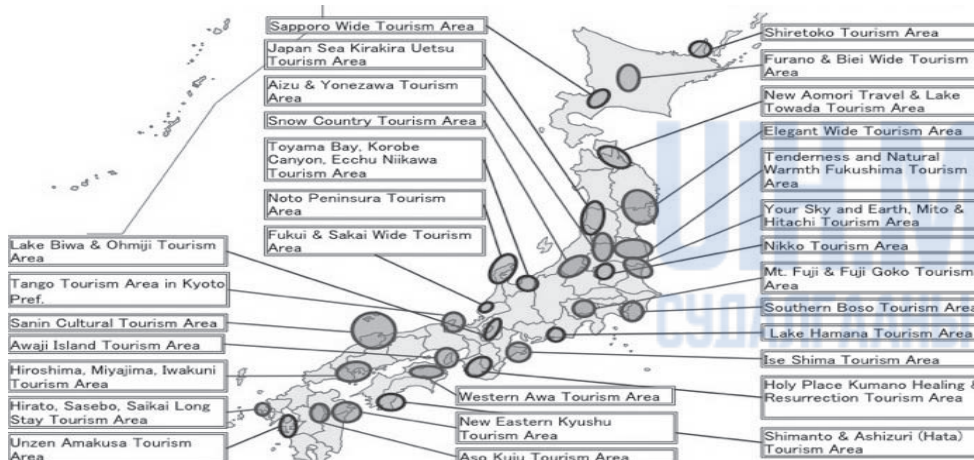 Sapporo Wide Tourism Area
Japan Sea Kirakira Uetsu
Tourism Area
Aizu & Yonezawa Tourism
Area
Snow Country Tourism Area
Toyama Bay, Korobe
Canyon, Ecchu Niikawa
Tourism Area
Noto Peninsura Tourism
Area
Fukui & Sakai Wide Tourism
Area
Lake Biwa & Ohmiji Tourism
Area
Tango Tourism Area in Kyoto
Pref.
Sanin Cultural Tourism Area
Awaji Island Tourism Area
Hiroshima, Miyajima, Iwakuni
Tourism Area
Hirato, Sasebo, Saikai Long
Stay Tourism Area
Unzen Amakusa Tourism
Area
Shiretoko Tourism Area
Furano & Biei Wide Tourism
Area
New Aomori Travel & Lake
Towada Tourism Area
Elegant Wide Tourism Area
Tenderness and Natural
Warmth Fukushima Tourism
Area
Your Sky and Earth, Mito &
Hitachi Tourism Area
Nikko Tourism Area
Mt. Fuji & Fuji Goko Tourism
Area
Southern Boso Tourism Area
Lake Hamana Tourism Area
Ise Shima Tourism Area
Holy Place Kumano Healing &
Resurrection Tourism Area
Shimanto & Ashizuri (Hata)
Tourism Area
Western Awa Tourism Area
New Eastern Kyushu
Tourism Area
Aso Kuju Tourism Area